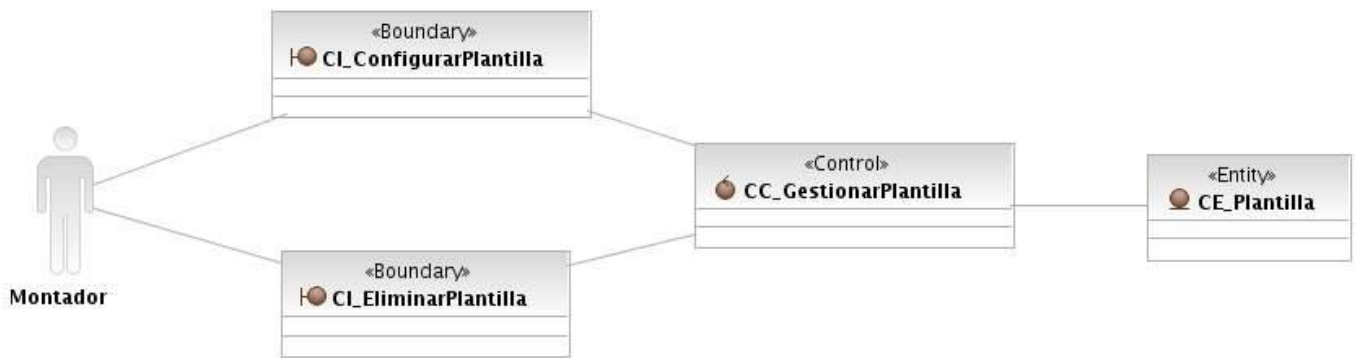 «Boundary»
CI_ConfigurarPlantilla
«Control»
CC_GestionarPlantilla
«Entity»
CE_Plantilla
«Boundary»
CI_EliminarPlantilla
Montador